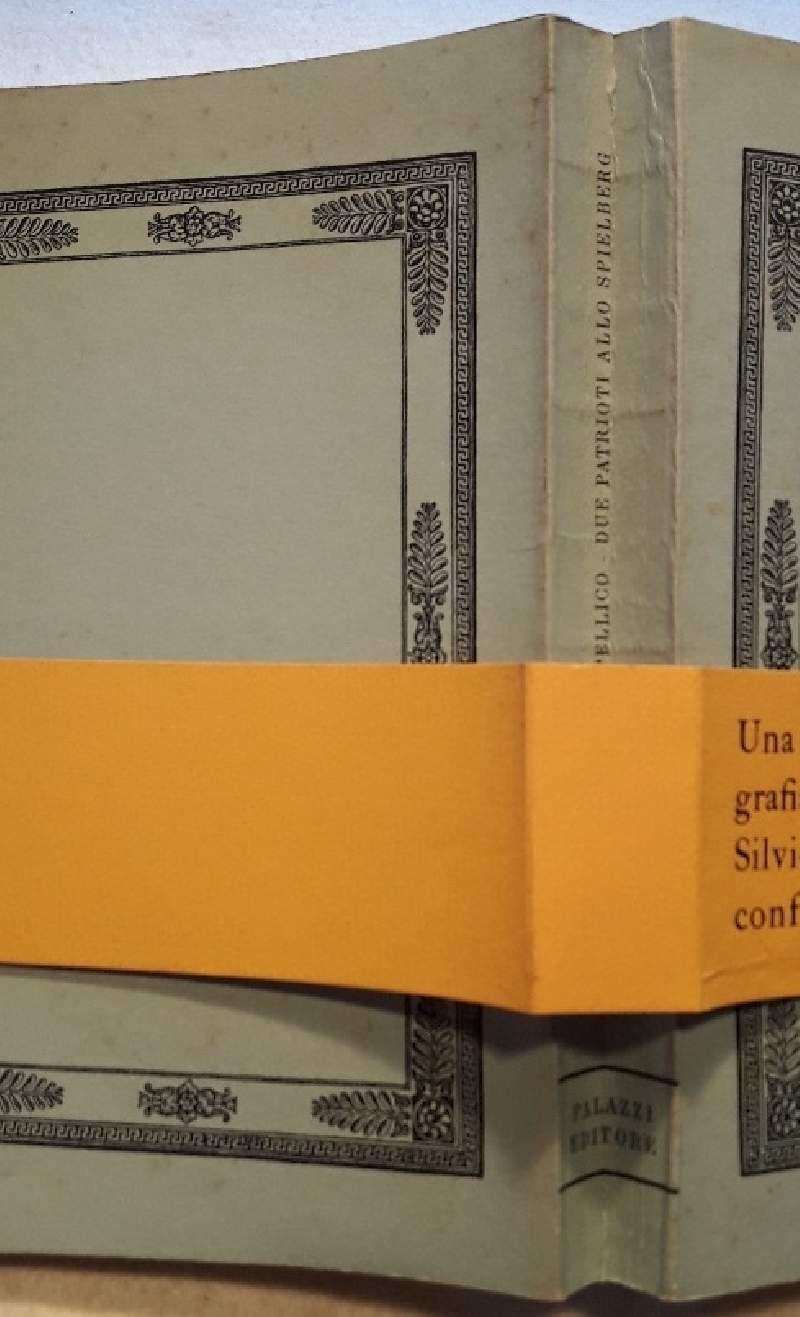 PELLICO - DUE PATRIOTI ALLO SPIELBERG
Una
grafi
Silvi
conf
PALAZZI
EDITORE